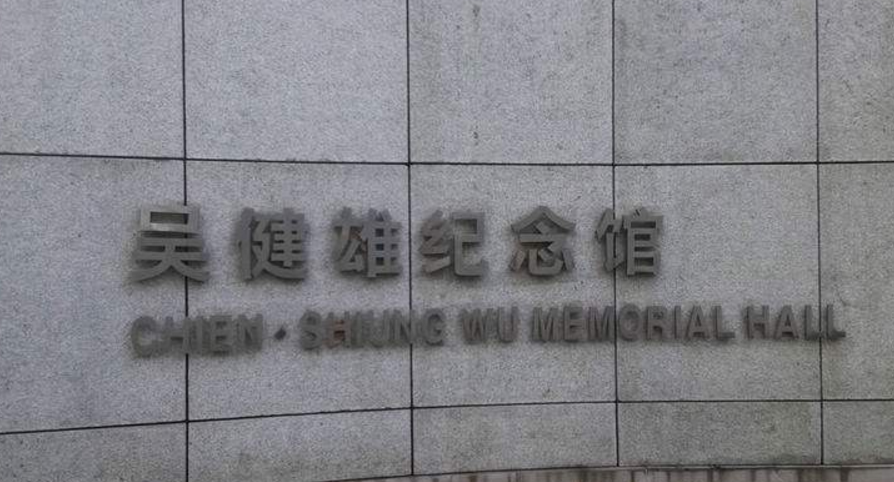 吴健雄纪念馆
CHIEN·SHIUNG WU MEMORIAL HALL